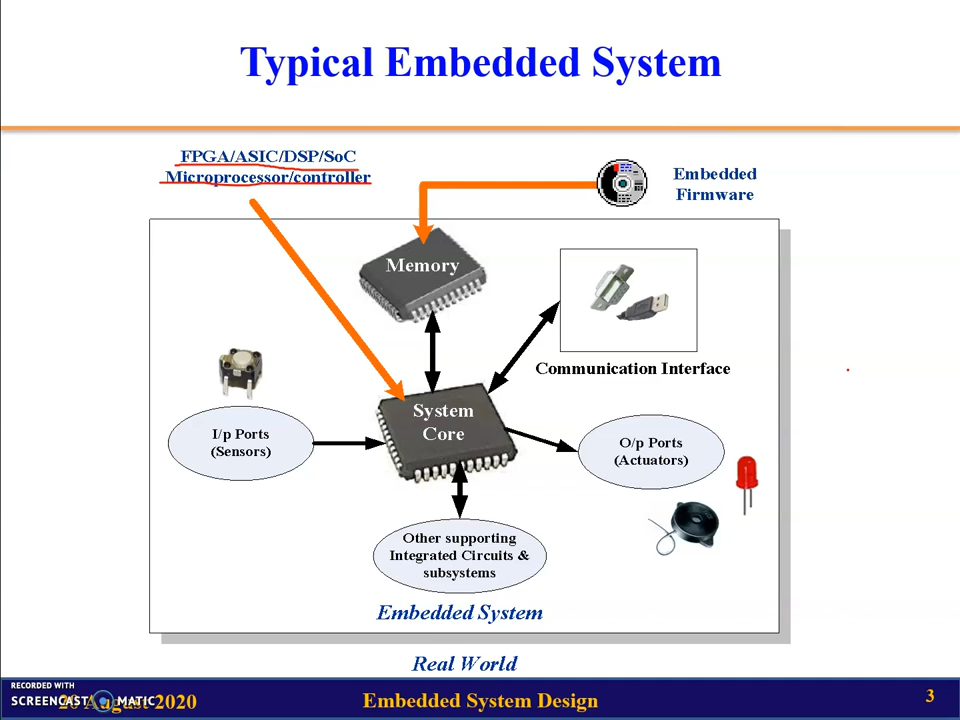 Typical Embedded System
FPGA/ASIC/DSP/SoC
Microprocessor/controller
Embedded
Firmware
Memory
Communication Interface
System
Core
I/p Ports
(Sensors)
O/p Ports
(Actuators)
Other supporting
Integrated Circuits &
subsystems
Embedded System
Real World
RECORDED WITH
SCREENCAST MATIC
20 August 2020
Embedded System Design
3